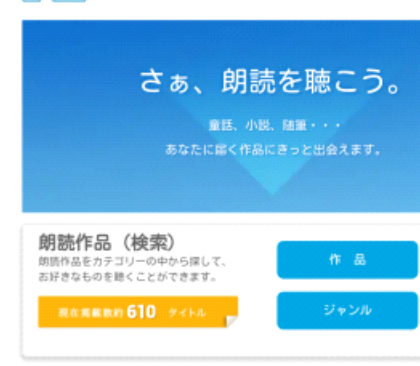 さぁ、朗読を聴こう。
童話、小説、随筆・・・
あなたに届く作品にきっと出会えます。
朗読作品（検索）
朗読作品をカテゴリーの中から探して、
お好きなものを聴くことができます。
現在掲載数約610 タイトル
作 品
ジャンル